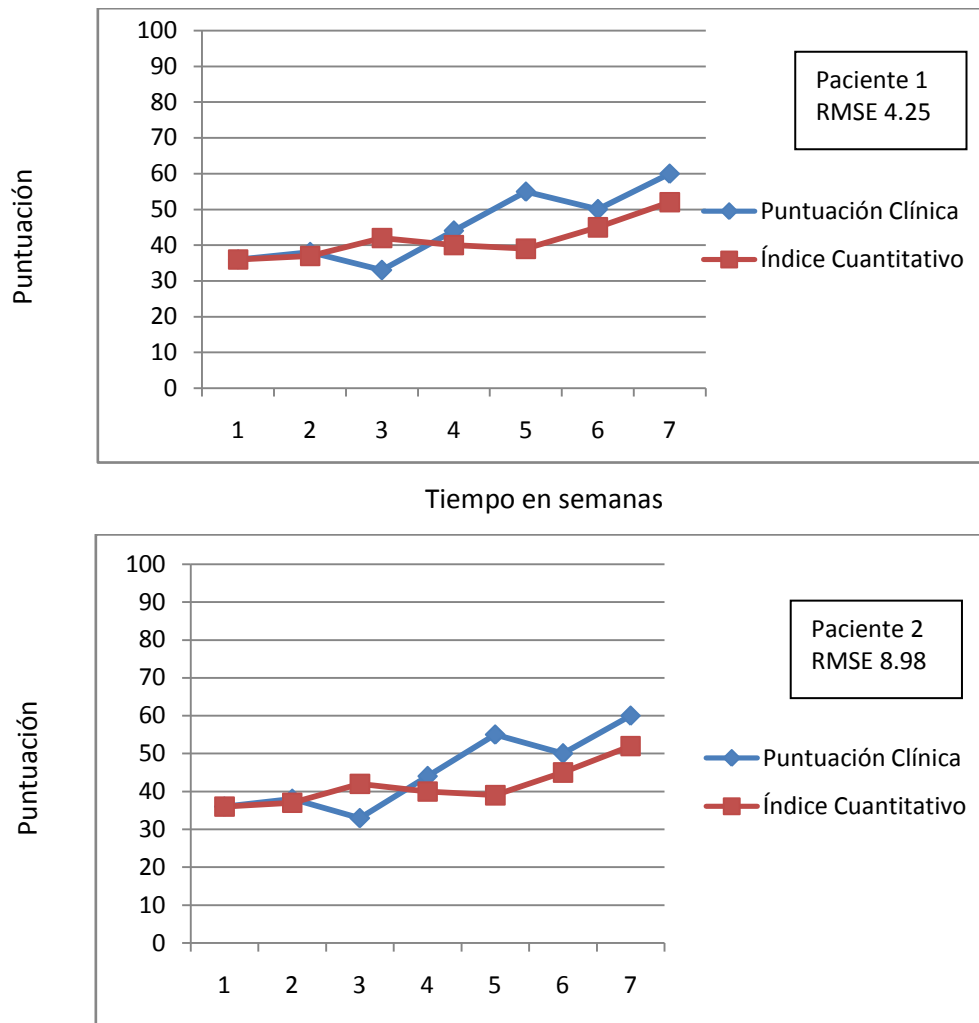 100
90
80
70
60
50
40
30
20
10
0
1 2 3 4 5 6 7
Puntuación
Paciente 1
RMSE 4.25
Puntuación Clínica
Índice Cuantitativo
Tiempo en semanas
100
90
80
70
60
50
40
30
20
10
0
1 2 3 4 5 6 7
Puntuación
Paciente 2
RMSE 8.98
Puntuación Clínica
Índice Cuantitativo